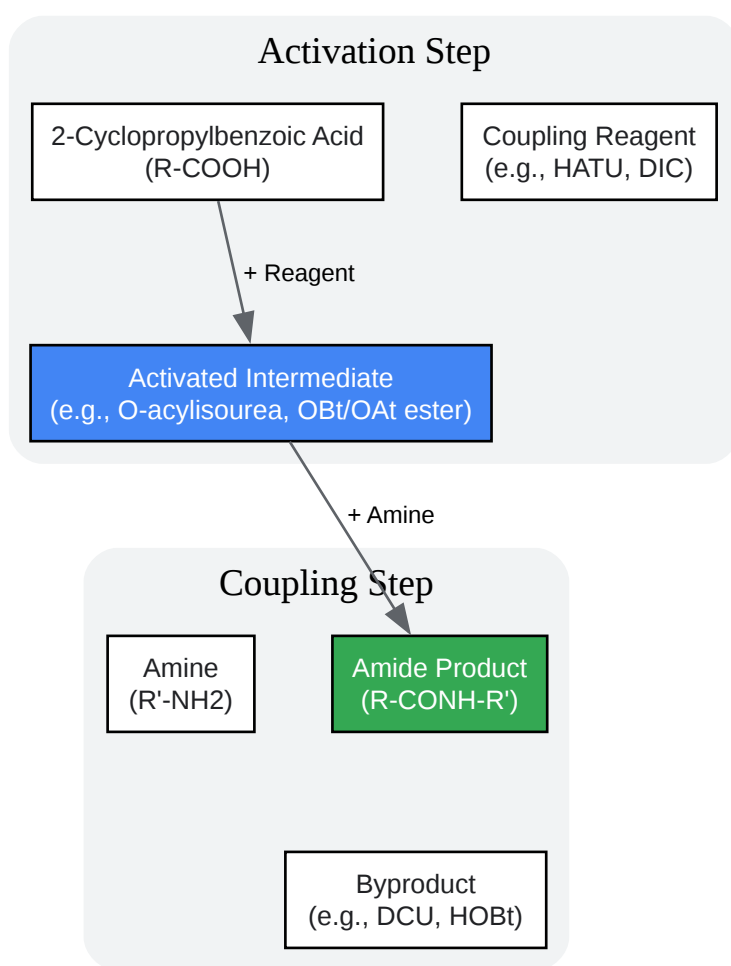 Activation Step
2-Cyclopropylbenzoic Acid
(R-COOH)
Coupling Reagent
(e.g., HATU, DIC)
+ Reagent
Activated Intermediate
(e.g., O-acylisourea, OBt/OAt ester)
+ Amine
Coupling Step
Amine
(R'-NH2)
Amide Product
(R-CONH-R')
Byproduct
(e.g., DCU, HOBt)